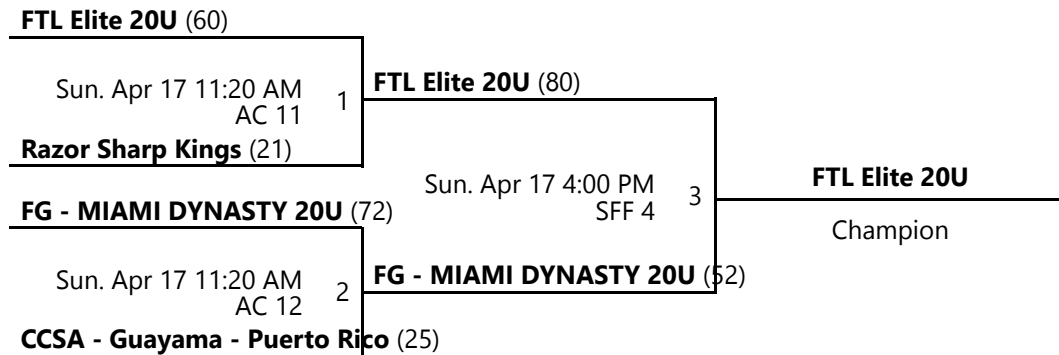 FTL Elite 20U (60)
Sun. Apr 17 11:20 AM
AC 11
1
Razor Sharp Kings (21)
FTL Elite 20U (80)
FG - MIAMI DYNASTY 20U (72)
Sun. Apr 17 11:20 AM
AC 12
2
CCSA - Guayama - Puerto Rico (25)
Sun. Apr 17 4:00 PM
SFF 4
3
FG - MIAMI DYNASTY 20U (52)
FTL Elite 20U
Champion